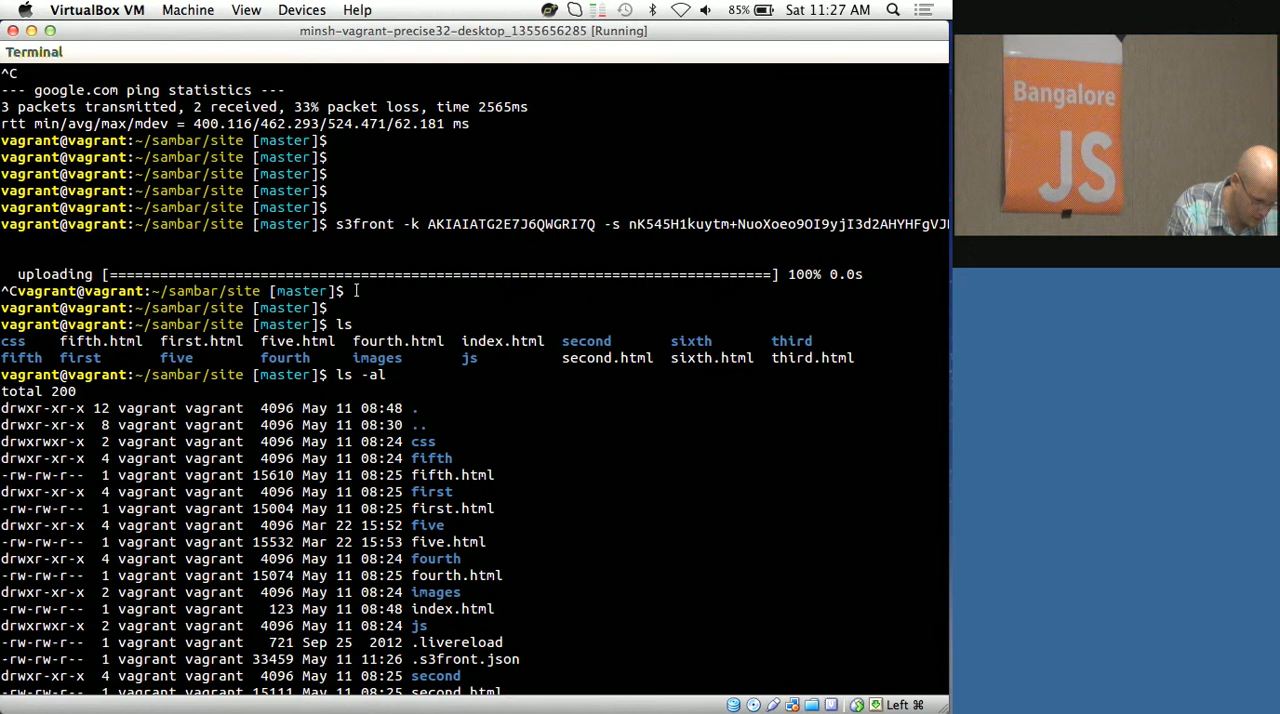 VirtualBox VM Machine View Devices Help 85% Sat 11:27 AM
minsh-vagrant-precise32-desktop_1355656285 [Running]
Terminal
^C
--- google.com ping statistics ---
3 packets transmitted, 2 received, 33% packet loss, time 2565ms
rtt min/avg/max/mdev = 400.116/462.293/524.471/62.181 ms
vagrant@vagrant:~/sambar/site [master]$
vagrant@vagrant:~/sambar/site [master]$
vagrant@vagrant:~/sambar/site [master]$
vagrant@vagrant:~/sambar/site [master]$
vagrant@vagrant:~/sambar/site [master]$
vagrant@vagrant:~/sambar/site [master]$ s3front -k -s
uploading [===============================================================================] 100% 0.0s
^Cvagrant@vagrant:~/sambar/site [master]$
vagrant@vagrant:~/sambar/site [master]$
vagrant@vagrant:~/sambar/site [master]$ ls
css fifth.html first.html five.html fourth.html index.html second sixth third
fifth first five fourth images js second.html sixth.html third.html
vagrant@vagrant:~/sambar/site [master]$ ls -al
total 200
drwxr-xr-x 12 vagrant vagrant 4096 May 11 08:48 .
drwxr-xr-x 8 vagrant vagrant 4096 May 11 08:30 ..
drwxrwxr-x 2 vagrant vagrant 4096 May 11 08:24 css
drwxr-xr-x 4 vagrant vagrant 4096 May 11 08:24 fifth
-rw-rw-r-- 1 vagrant vagrant 15610 May 11 08:25 fifth.html
drwxr-xr-x 4 vagrant vagrant 4096 May 11 08:25 first
-rw-rw-r-- 1 vagrant vagrant 15004 May 11 08:25 first.html
drwxr-xr-x 4 vagrant vagrant 4096 Mar 22 15:52 five
-rw-rw-r-- 1 vagrant vagrant 15532 Mar 22 15:53 five.html
drwxr-xr-x 4 vagrant vagrant 4096 May 11 08:24 fourth
-rw-rw-r-- 1 vagrant vagrant 15074 May 11 08:25 fourth.html
drwxr-xr-x 2 vagrant vagrant 4096 May 11 08:24 images
-rw-rw-r-- 1 vagrant vagrant 123 May 11 08:48 index.html
drwxr-xr-x 2 vagrant vagrant 4096 May 11 08:24 js
-rw-rw-r-- 1 vagrant vagrant 721 Sep 25 2012 .livereload
-rw-rw-r-- 1 vagrant vagrant 33459 May 11 11:26 .s3front.json
drwxr-xr-x 4 vagrant vagrant 4096 May 11 08:24 second
-rw-rw-r-- 1 vagrant vagrant 15111 May 11 08:25 second.html
Left ⌘
Bangalore
JS